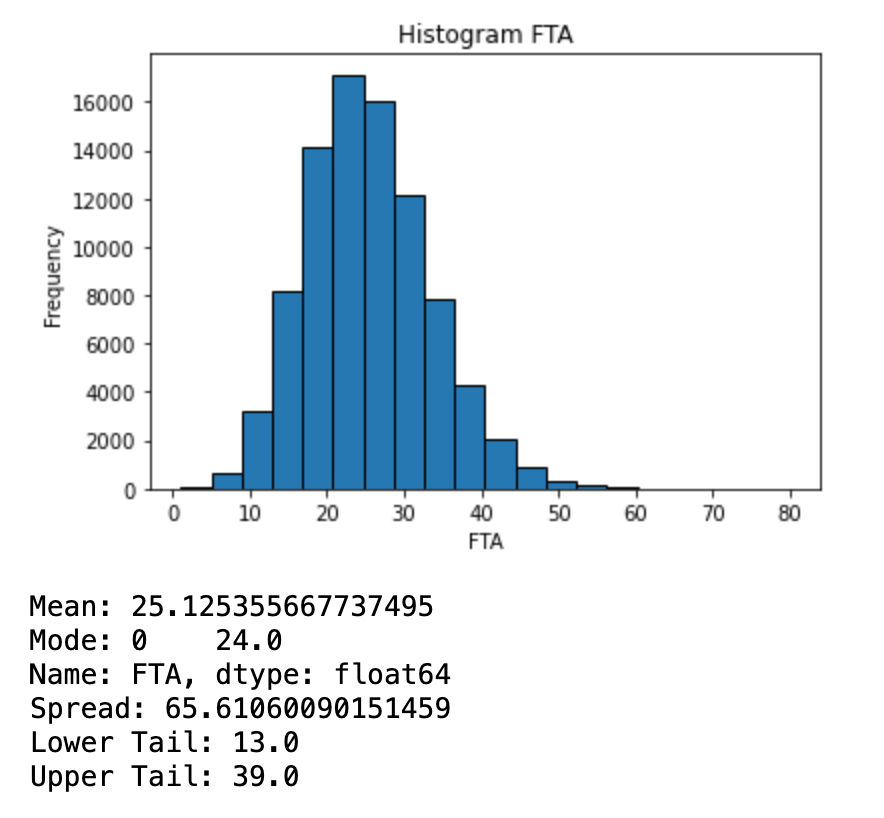 Histogram FTA
16000
14000
12000
10000
8000
6000
4000
2000
0
Frequency
0 10 20 30 40 50 60 70 80
FTA
Mean: 25.125355667737495
Mode: 0    24.0
Name: FTA, dtype: float64
Spread: 65.61060090151459
Lower Tail: 13.0
Upper Tail: 39.0